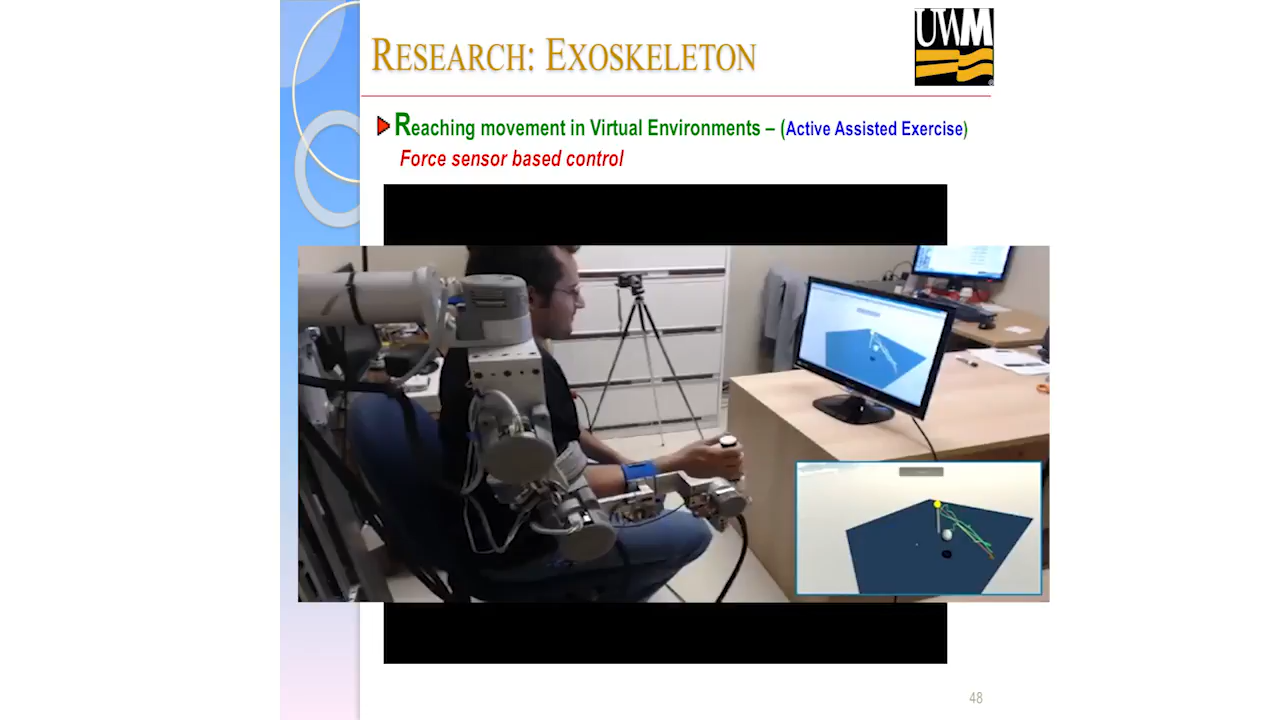 RESEARCH: EXOSKELETON
UWM
Reaching movement in Virtual Environments – (Active Assisted Exercise)
Force sensor based control
48